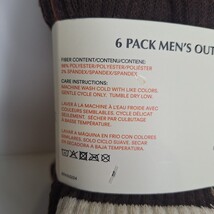 6 PACK MEN'S OUT
FIBER CONTENT/CONTENU/CONTENIDO:
98% POLYESTER/POLYESTER/POLIÉSTER
2% SPANDEX/SPANDEX/SPANDEX
CARE INSTRUCTIONS:
MACHINE WASH COLD WITH LIKE COLORS.
GENTLE CYCLE ONLY. TUMBLE DRY LOW.
LAVER À LA MACHINE À L'EAU FROIDE AVEC
COULEURS SEMBLABLES. CYCLE DÉLICAT
SEULEMENT. SÉCHER PAR CULBUTAGE
À BASSE TEMPÉRATURE.
LAVAR A MÁQUINA EN FRÍO CON COLORES
SIMILARES. SOLO CICLO SUAVE. SECAR
EN SECADORA A BAJA TEMPERATURA.